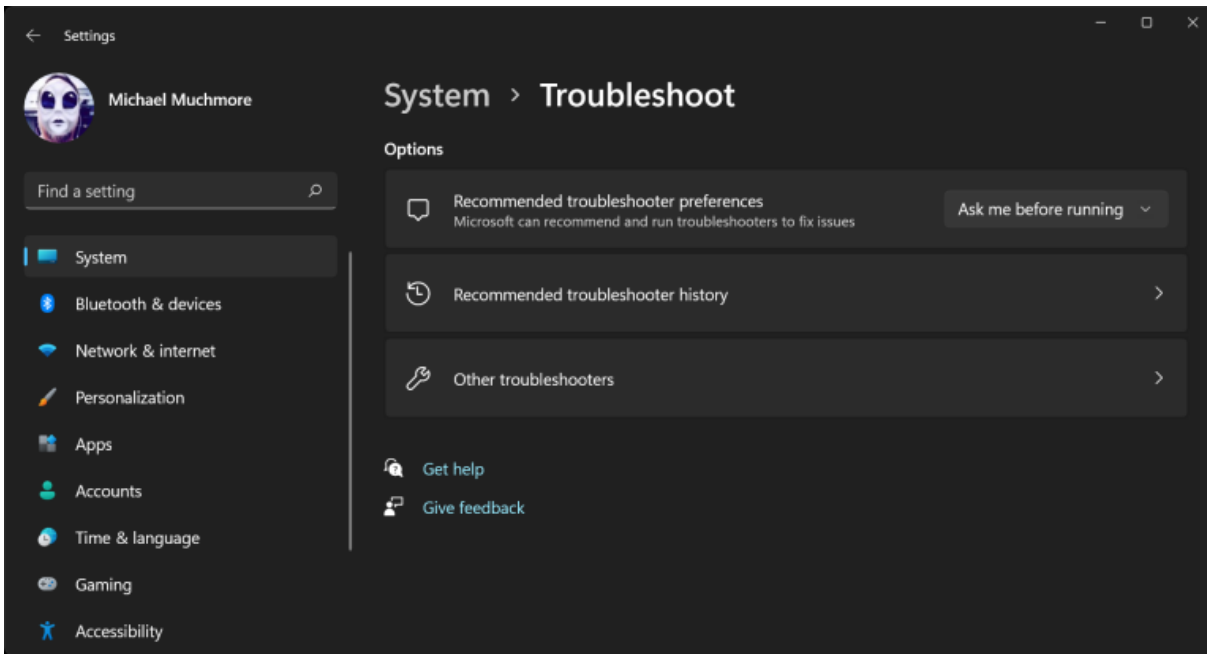 Settings
Michael Muchmore
Find a setting
System
Bluetooth & devices
Network & internet
Personalization
Apps
Accounts
Time & language
Gaming
Accessibility
System > Troubleshoot
Options
Recommended troubleshooter preferences
Microsoft can recommend and run troubleshooters to fix issues
Ask me before running
Recommended troubleshooter history
Other troubleshooters
Get help
Give feedback